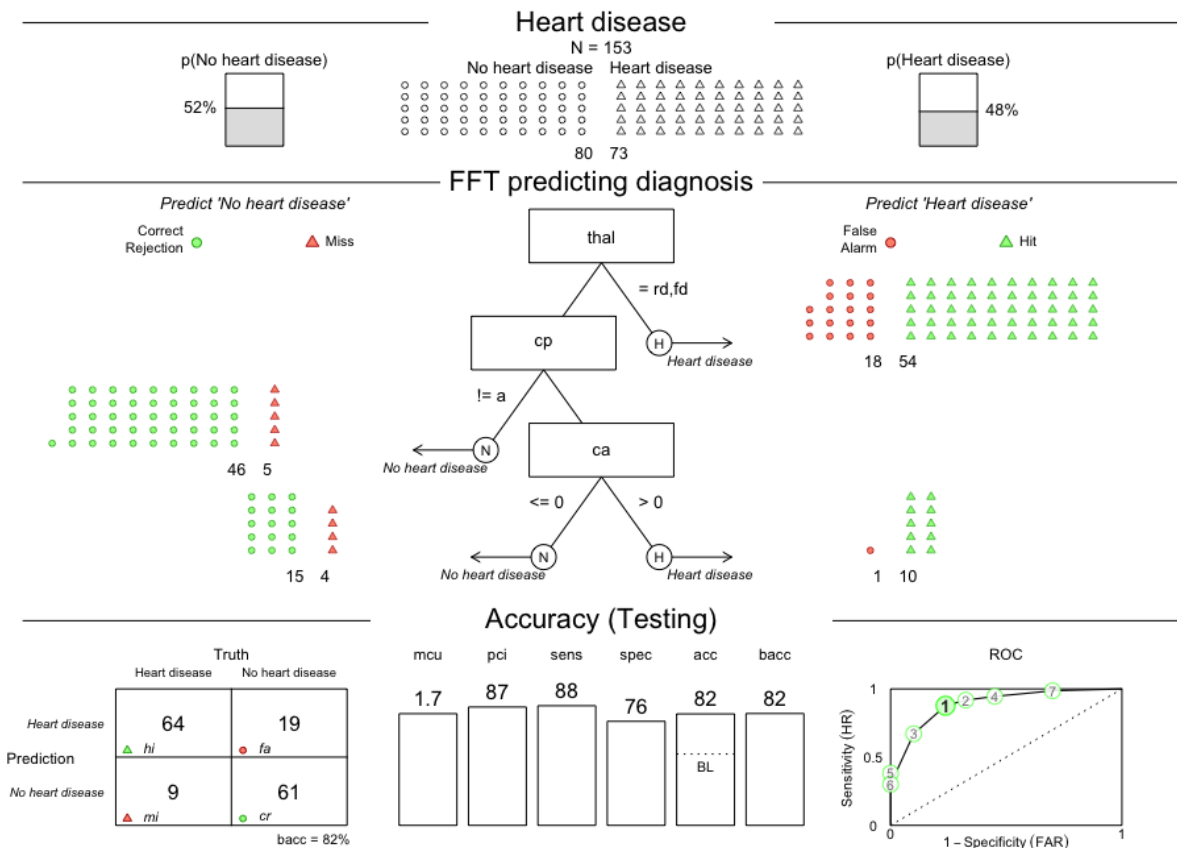 Heart disease
N = 153
p(No heart disease)
No heart disease Heart disease
p(Heart disease)
52%
48%
80 73
FFT predicting diagnosis
Predict 'No heart disease'
Predict 'Heart disease'
Correct
Rejection
Miss
thal
False
Alarm
Hit
= rd,fd
cp
H
Heart disease
18 54
!= a
N
No heart disease
ca
46 5
<= 0
> 0
N
No heart disease
H
Heart disease
15 4
1 10
Accuracy (Testing)
Truth
Heart disease No heart disease
Heart disease
64
hi
19
fa
Prediction
No heart disease
9
mi
61
cr
bacc = 82%
mcu pci sens spec acc bacc
1.7 87 88 76 82 82
BL
ROC
Sensitivity (HR)
1
0.5
0
1
2
3
4
5
6
7
0 1
1 – Specificity (FAR)